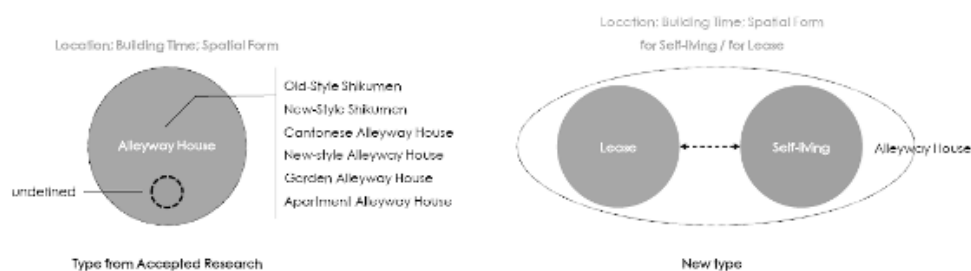 Location; Building Time; Spatial Form
Old-Style Shikumen
New-Style Shikumen
Cantonese Alleyway House
New-style Alleyway House
Garden Alleyway House
Apartment Alleyway House
Alleyway House
undefined
Type from Accepted Research
Location; Building Time; Spatial Form
for Self-living / for Lease
Lease
Self-living
Alleyway House
New type